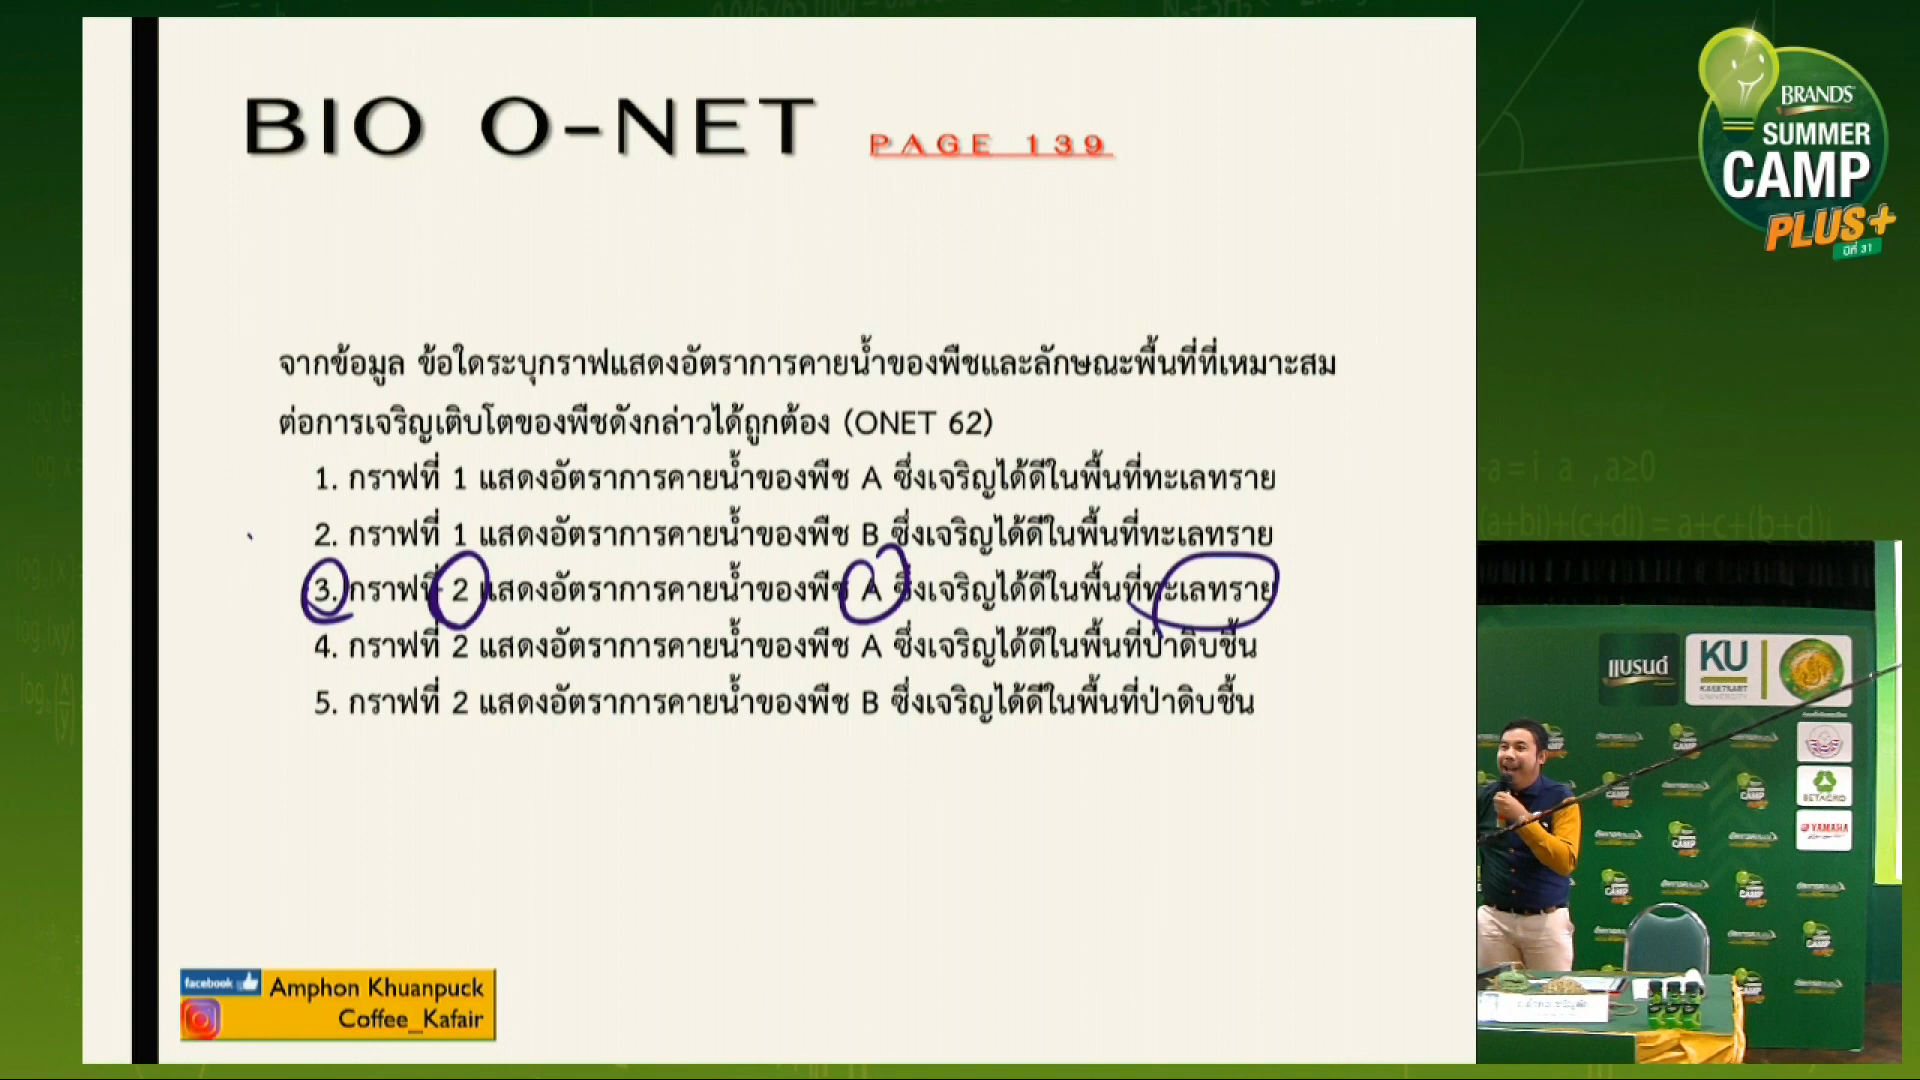 BIO O-NET PAGE 139
จากข้อมูล ข้อใดระบุกราฟแสดงอัตราการคายน้ำของพืชและลักษณะพื้นที่ที่เหมาะสม
ต่อการเจริญเติบโตของพืชดังกล่าวได้ถูกต้อง (ONET 62)
1. กราฟที่ 1 แสดงอัตราการคายน้ำของพืช A ซึ่งเจริญได้ดีในพื้นที่ทะเลทราย
2. กราฟที่ 1 แสดงอัตราการคายน้ำของพืช B ซึ่งเจริญได้ดีในพื้นที่ทะเลทราย
3. กราฟที่ 2 แสดงอัตราการคายน้ำของพืช A ซึ่งเจริญได้ดีในพื้นที่ทะเลทราย
4. กราฟที่ 2 แสดงอัตราการคายน้ำของพืช A ซึ่งเจริญได้ดีในพื้นที่ป่าดิบชื้น
5. กราฟที่ 2 แสดงอัตราการคายน้ำของพืช B ซึ่งเจริญได้ดีในพื้นที่ป่าดิบชื้น
facebook Amphon Khuanpuck
Coffee_Kafair
BRAND'S
SUMMER
CAMP
PLUS+
ปีที่ 31
a = i a , a≥0
(a+bi)+(c+di) = a+c+(b+d)i
แบรนด์
KU
KASETSART
UNIVERSITY
BETAGRO
YAMAHA